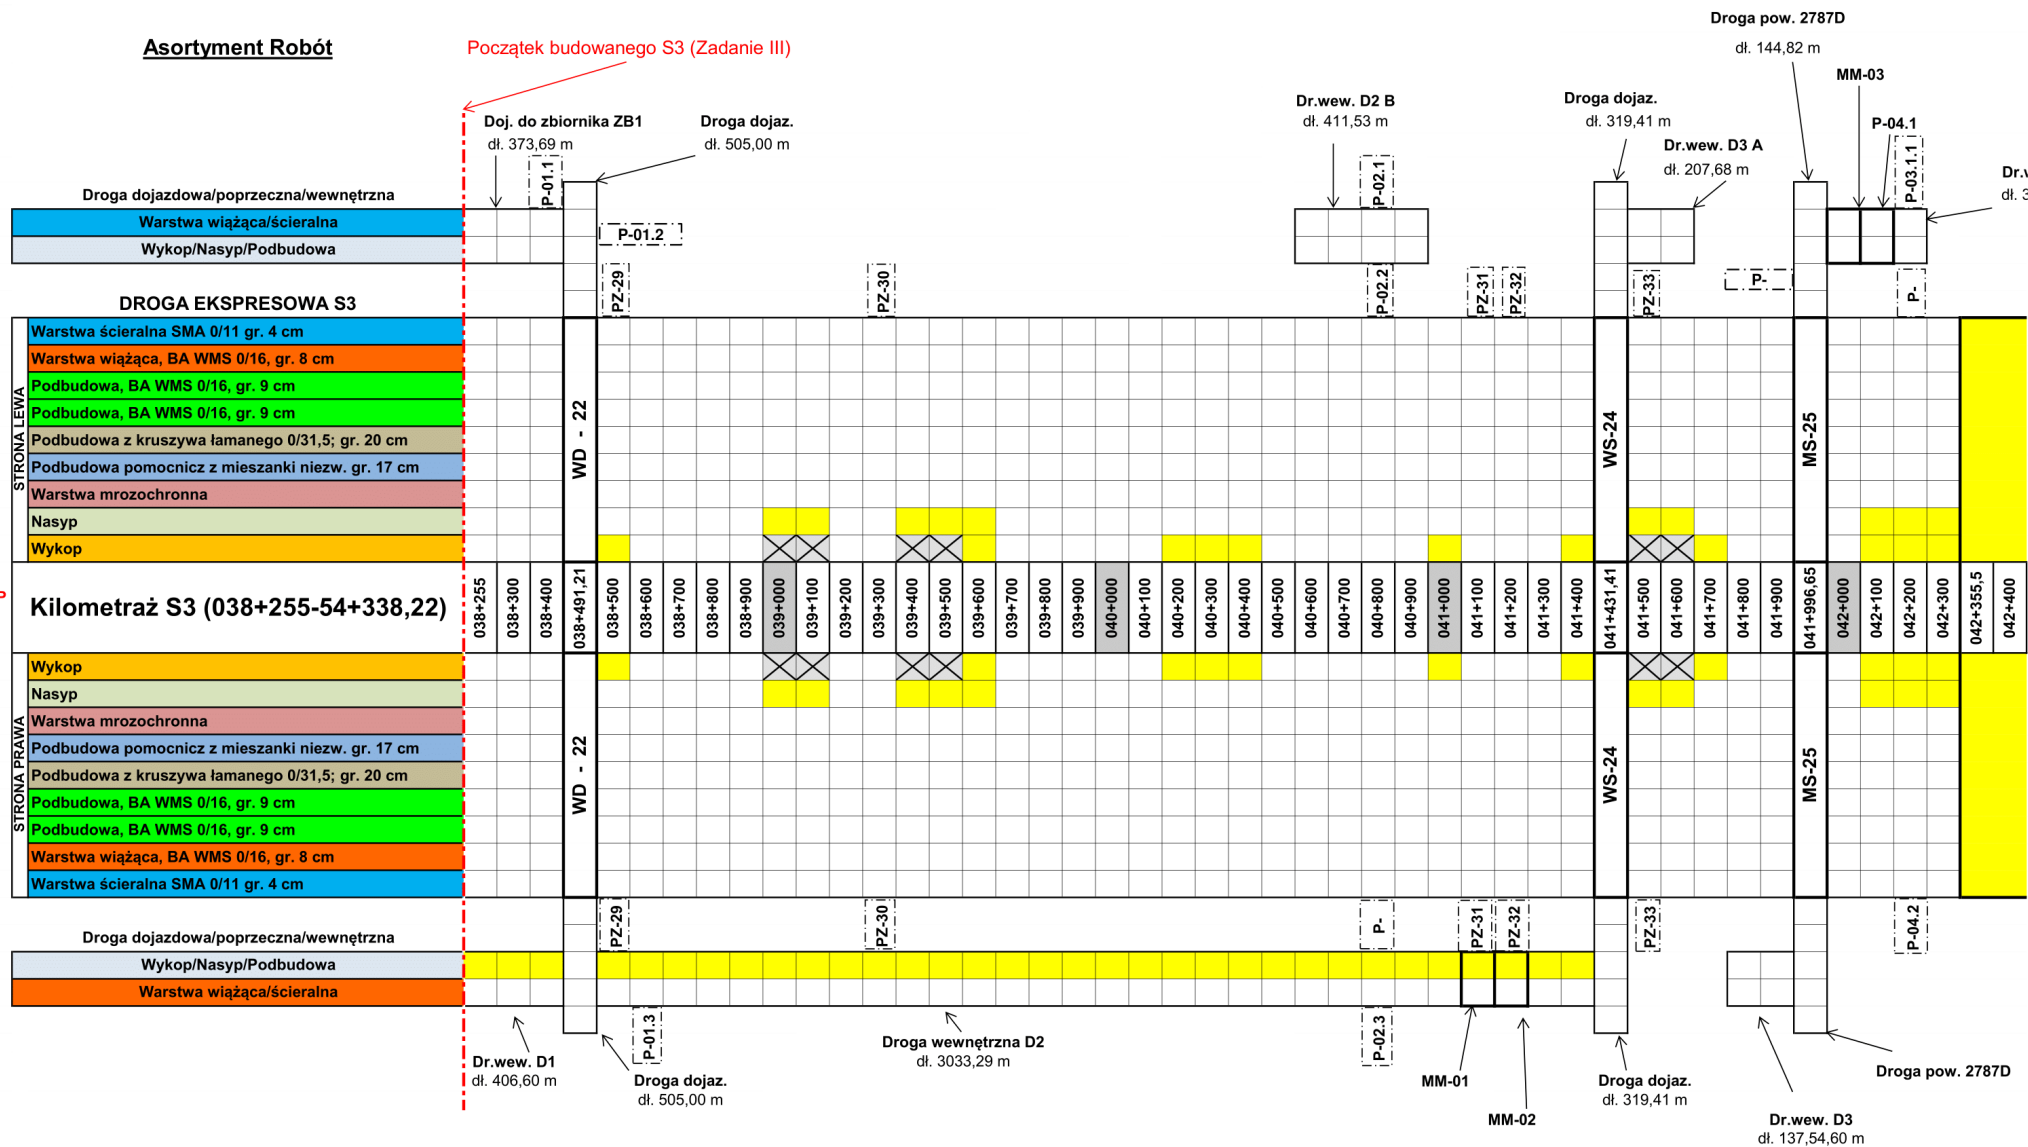 Asortyment Robót
Początek budowanego S3 (Zadanie III)
Droga pow. 2787D
dł. 144,82 m
MM-03
P-04.1
Doj. do zbiornika ZB1
dł. 373,69 m
Droga dojaz.
dł. 505,00 m
Dr.wew. D2 B
dł. 411,53 m
Droga dojaz.
dł. 319,41 m
Dr.wew. D3 A
dł. 207,68 m
P-01.1
P-02.1
P-03.1.1
Droga dojazdowa/poprzeczna/wewnętrzna
Warstwa wiążąca/ścieralna
Wykop/Nasyp/Podbudowa
P-01.2
PZ-29
PZ-30
P-02.2
PZ-31
PZ-32
PZ-33
P-
P-
DROGA EKSPRESOWA S3
STRONA LEWA
Warstwa ścieralna SMA 0/11 gr. 4 cm
Warstwa wiążąca, BA WMS 0/16, gr. 8 cm
Podbudowa, BA WMS 0/16, gr. 9 cm
Podbudowa, BA WMS 0/16, gr. 9 cm
Podbudowa z kruszywa łamanego 0/31,5; gr. 20 cm
Podbudowa pomocnicz z mieszanki niezw. gr. 17 cm
Warstwa mrozochronna
Nasyp
Wykop
WD - 22
WS-24
MS-25
Kilometraż S3 (038+255-54+338,22)
038+255
038+300
038+400
038+491,21
038+500
038+600
038+700
038+800
038+900
039+000
039+100
039+200
039+300
039+400
039+500
039+600
039+700
039+800
039+900
040+000
040+100
040+200
040+300
040+400
040+500
040+600
040+700
040+800
040+900
041+000
041+100
041+200
041+300
041+400
041+431,41
041+500
041+600
041+700
041+800
041+900
041+996,65
042+000
042+100
042+200
042+300
042+355,5
042+400
STRONA PRAWA
Wykop
Nasyp
Warstwa mrozochronna
Podbudowa pomocnicz z mieszanki niezw. gr. 17 cm
Podbudowa z kruszywa łamanego 0/31,5; gr. 20 cm
Podbudowa, BA WMS 0/16, gr. 9 cm
Podbudowa, BA WMS 0/16, gr. 9 cm
Warstwa wiążąca, BA WMS 0/16, gr. 8 cm
Warstwa ścieralna SMA 0/11 gr. 4 cm
WD - 22
WS-24
MS-25
PZ-29
PZ-30
P-
PZ-31
PZ-32
PZ-33
P-04.2
Droga dojazdowa/poprzeczna/wewnętrzna
Wykop/Nasyp/Podbudowa
Warstwa wiążąca/ścieralna
P-01.3
P-02.3
Dr.wew. D1
dł. 406,60 m
Droga dojaz.
dł. 505,00 m
Droga wewnętrzna D2
dł. 3033,29 m
MM-01
MM-02
Droga dojaz.
dł. 319,41 m
Droga pow. 2787D
Dr.wew. D3
dł. 137,54,60 m